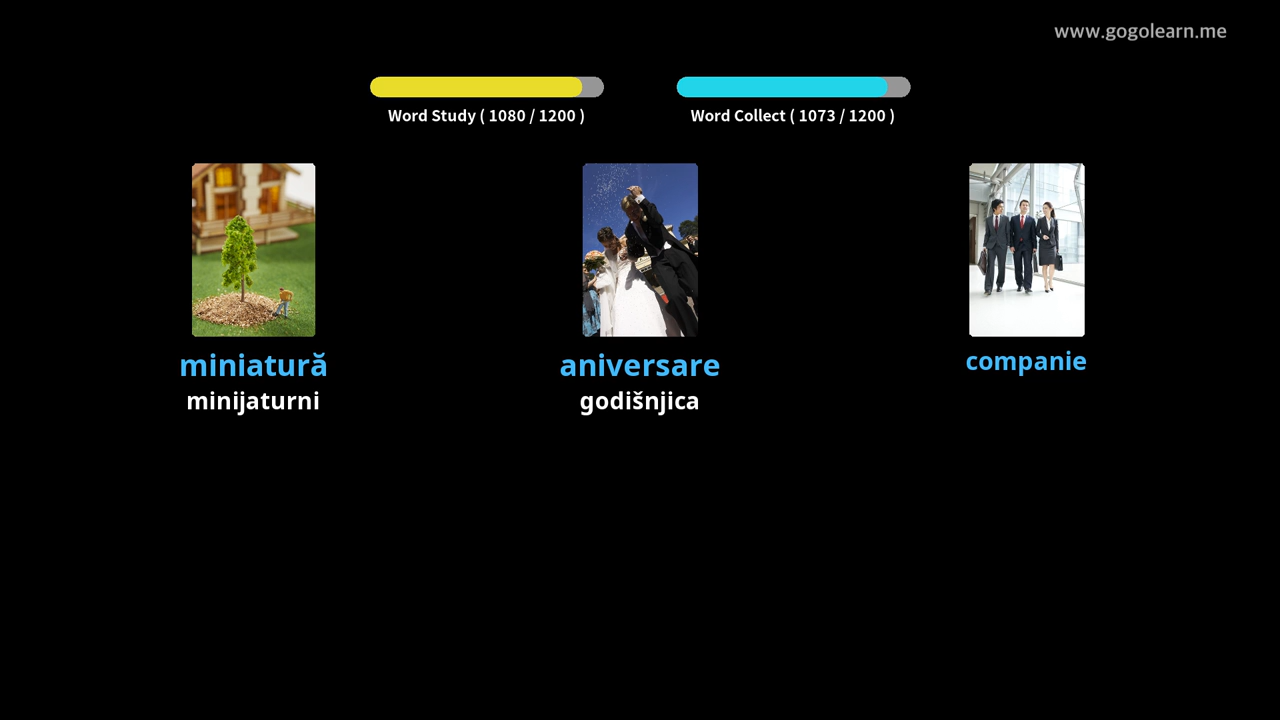 www.gogolearn.me
Word Study ( 1080 / 1200 )
Word Collect ( 1073 / 1200 )
miniatură
minijaturni
aniversare
godišnjica
companie